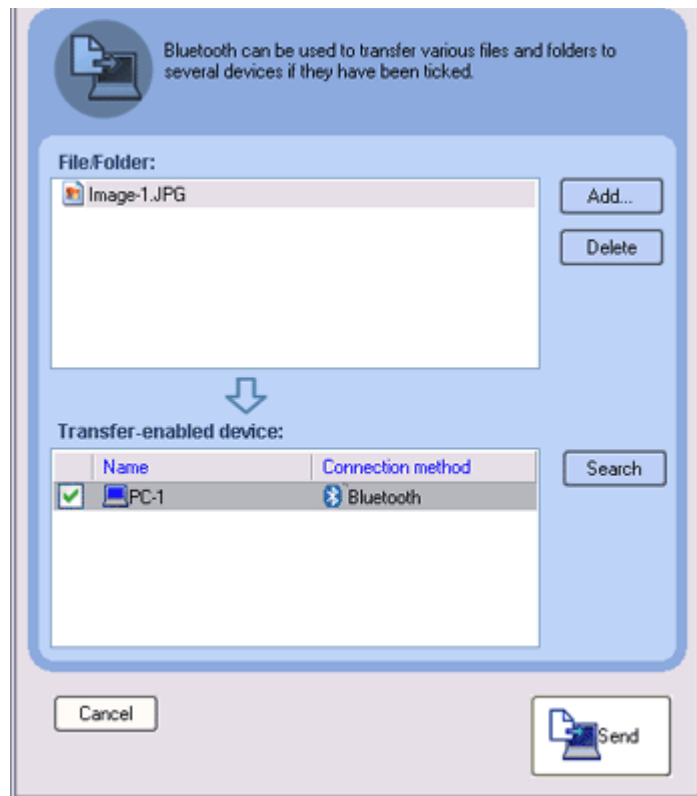 Bluetooth can be used to transfer various files and folders to
several devices if they have been ticked.
File/Folder:
Image-1.JPG
Add...
Delete
Transfer-enabled device:
Name Connection method
Search
PC-1 Bluetooth
Cancel
Send